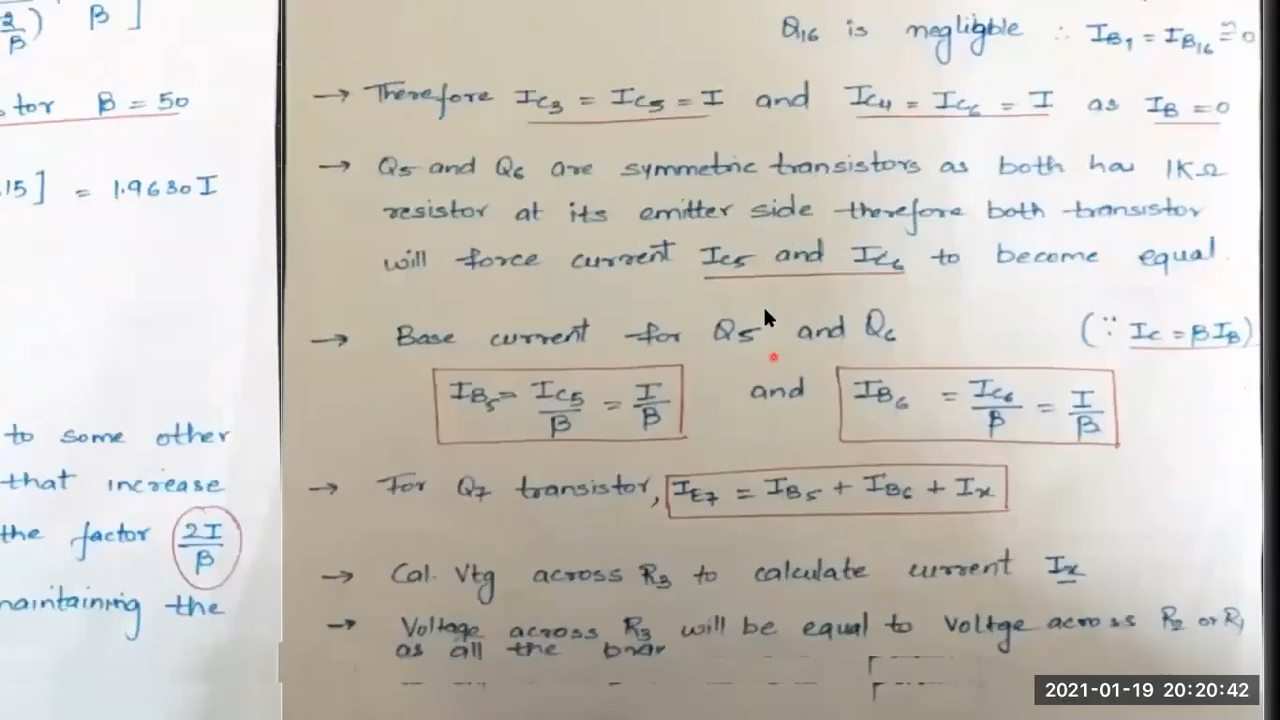 β) β ]
tor β = 50
.15] = 1.9630I
to some other
that increase
the factor 2I/β
maintaining the
Q16 is negligble ∴ IB7 = IB16 ≅ 0
→ Therefore IC3 = IC5 = I and IC4 = IC6 = I as IB = 0
→ Q5 and Q6 are symmetric transistors as both has 1KΩ
resistor at its emitter side therefore both transistor
will force current IC5 and IC6 to become equal.
→ Base current for Q5 and Q6 (∵ IC = βIB)
IB5 = IC5/β = I/β and IB6 = IC6/β = I/β
→ For Q7 transistor, IE7 = IB5 + IB6 + Ix
→ Cal. Vtg across R3 to calculate current Ix
→ Voltage across R3 will be equal to Voltge across R2 or R1
as all the
2021-01-19 20:20:42